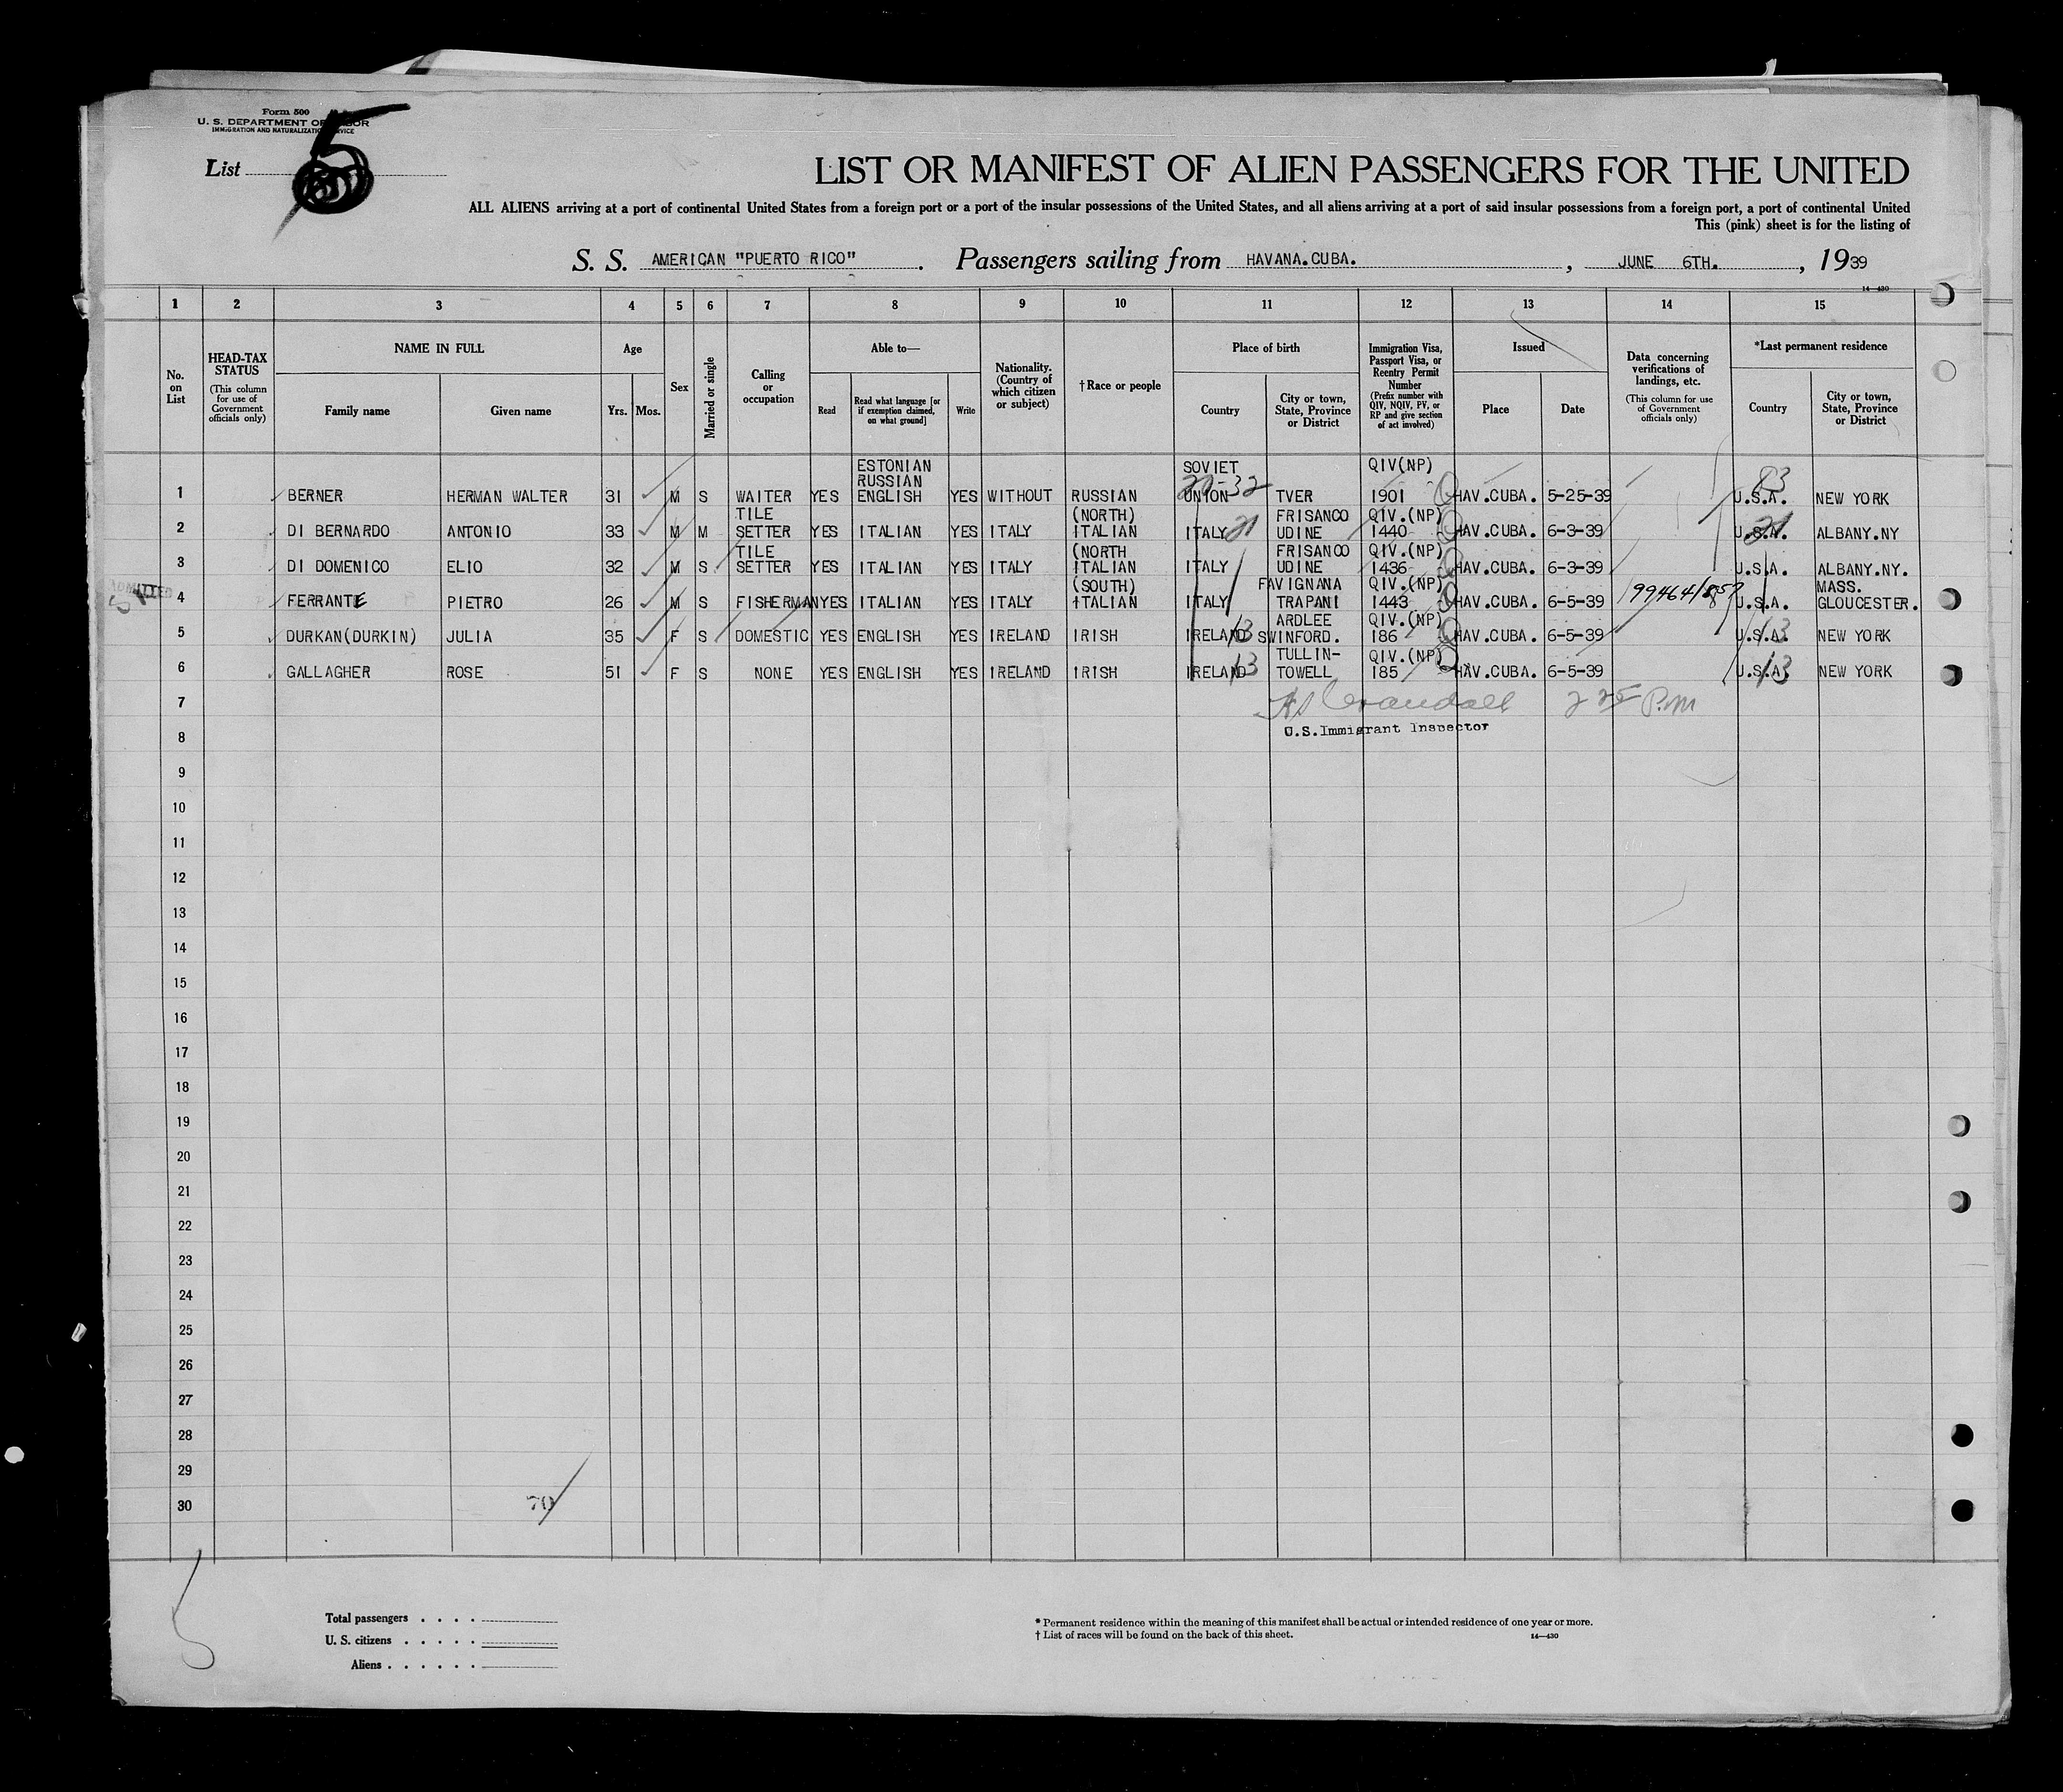 Form 500
U. S. DEPARTMENT OF LABOR
IMMIGRATION AND NATURALIZATION SERVICE
List 5
LIST OR MANIFEST OF ALIEN PASSENGERS FOR THE UNITED
ALL ALIENS arriving at a port of continental United States from a foreign port or a port of the insular possessions of the United States, and all aliens arriving at a port of said insular possessions from a foreign port, a port of continental United
This (pink) sheet is for the listing of
S. S. AMERICAN "PUERTO RICO". Passengers sailing from HAVANA.CUBA., JUNE 6TH., 1939
14-430
1 2 3 4 5 6 7 8 9 10 11 12 13 14 15
No. on List
HEAD-TAX STATUS (This column for use of Government officials only)
NAME IN FULL
Family name Given name
Age
Yrs. Mos.
Sex
Married or single
Calling or occupation
Able to—
Read Read what language [or if exemption claimed, on what ground] Write
Nationality. (Country of which citizen or subject)
†Race or people
Place of birth
Country City or town, State, Province or District
Immigration Visa, Passport Visa, or Reentry Permit Number (Prefix number with QIV, NQIV, PV, or RP and give section of act involved)
Issued
Place Date
Data concerning verifications of landings, etc. (This column for use of Government officials only)
*Last permanent residence
Country City or town, State, Province or District
ESTONIAN SOVIET QIV(NP) 83
RUSSIAN
1 BERNER HERMAN WALTER 31 M S WAITER YES ENGLISH YES WITHOUT RUSSIAN UNION TVER 1901 HAV.CUBA. 5-25-39 U.S.A. NEW YORK
TILE (NORTH) FRISANCO QIV.(NP)
2 DI BERNARDO ANTONIO 33 M M SETTER YES ITALIAN YES ITALY ITALIAN ITALY 21 UDINE 1440 HAV.CUBA. 6-3-39 U.S.A. ALBANY.NY
TILE (NORTH FRISANCO QIV.(NP)
3 DI DOMENICO ELIO 32 M S SETTER YES ITALIAN YES ITALY ITALIAN ITALY UDINE 1436 HAV.CUBA. 6-3-39 U.S.A. ALBANY.NY.
ADMITTED (SOUTH) FAVIGNANA QIV.(NP) MASS.
4 FERRANTE PIETRO 26 M S FISHERMAN YES ITALIAN YES ITALY ITALIAN ITALY TRAPANI 1443 HAV.CUBA. 6-5-39 U.S.A. GLOUCESTER.
ARDLEE QIV.(NP)
5 DURKAN(DURKIN) JULIA 35 F S DOMESTIC YES ENGLISH YES IRELAND IRISH IRELAND 13 SWINFORD. 186 HAV.CUBA. 6-5-39 U.S.A. 13 NEW YORK
TULLIN- QIV.(NP)
6 GALLAGHER ROSE 51 F S NONE YES ENGLISH YES IRELAND IRISH IRELAND 13 TOWELL 185 HAV.CUBA. 6-5-39 U.S.A. 13 NEW YORK
7 Crandall 2 25 P.m
8 U.S.Immigrant Inspector
9
10
11
12
13
14
15
16
17
18
19
20
21
22
23
24
25
26
27
28
29
30 70
Total passengers . . . .
U. S. citizens . . . . .
Aliens . . . . . .
* Permanent residence within the meaning of this manifest shall be actual or intended residence of one year or more.
† List of races will be found on the back of this sheet. 14—430